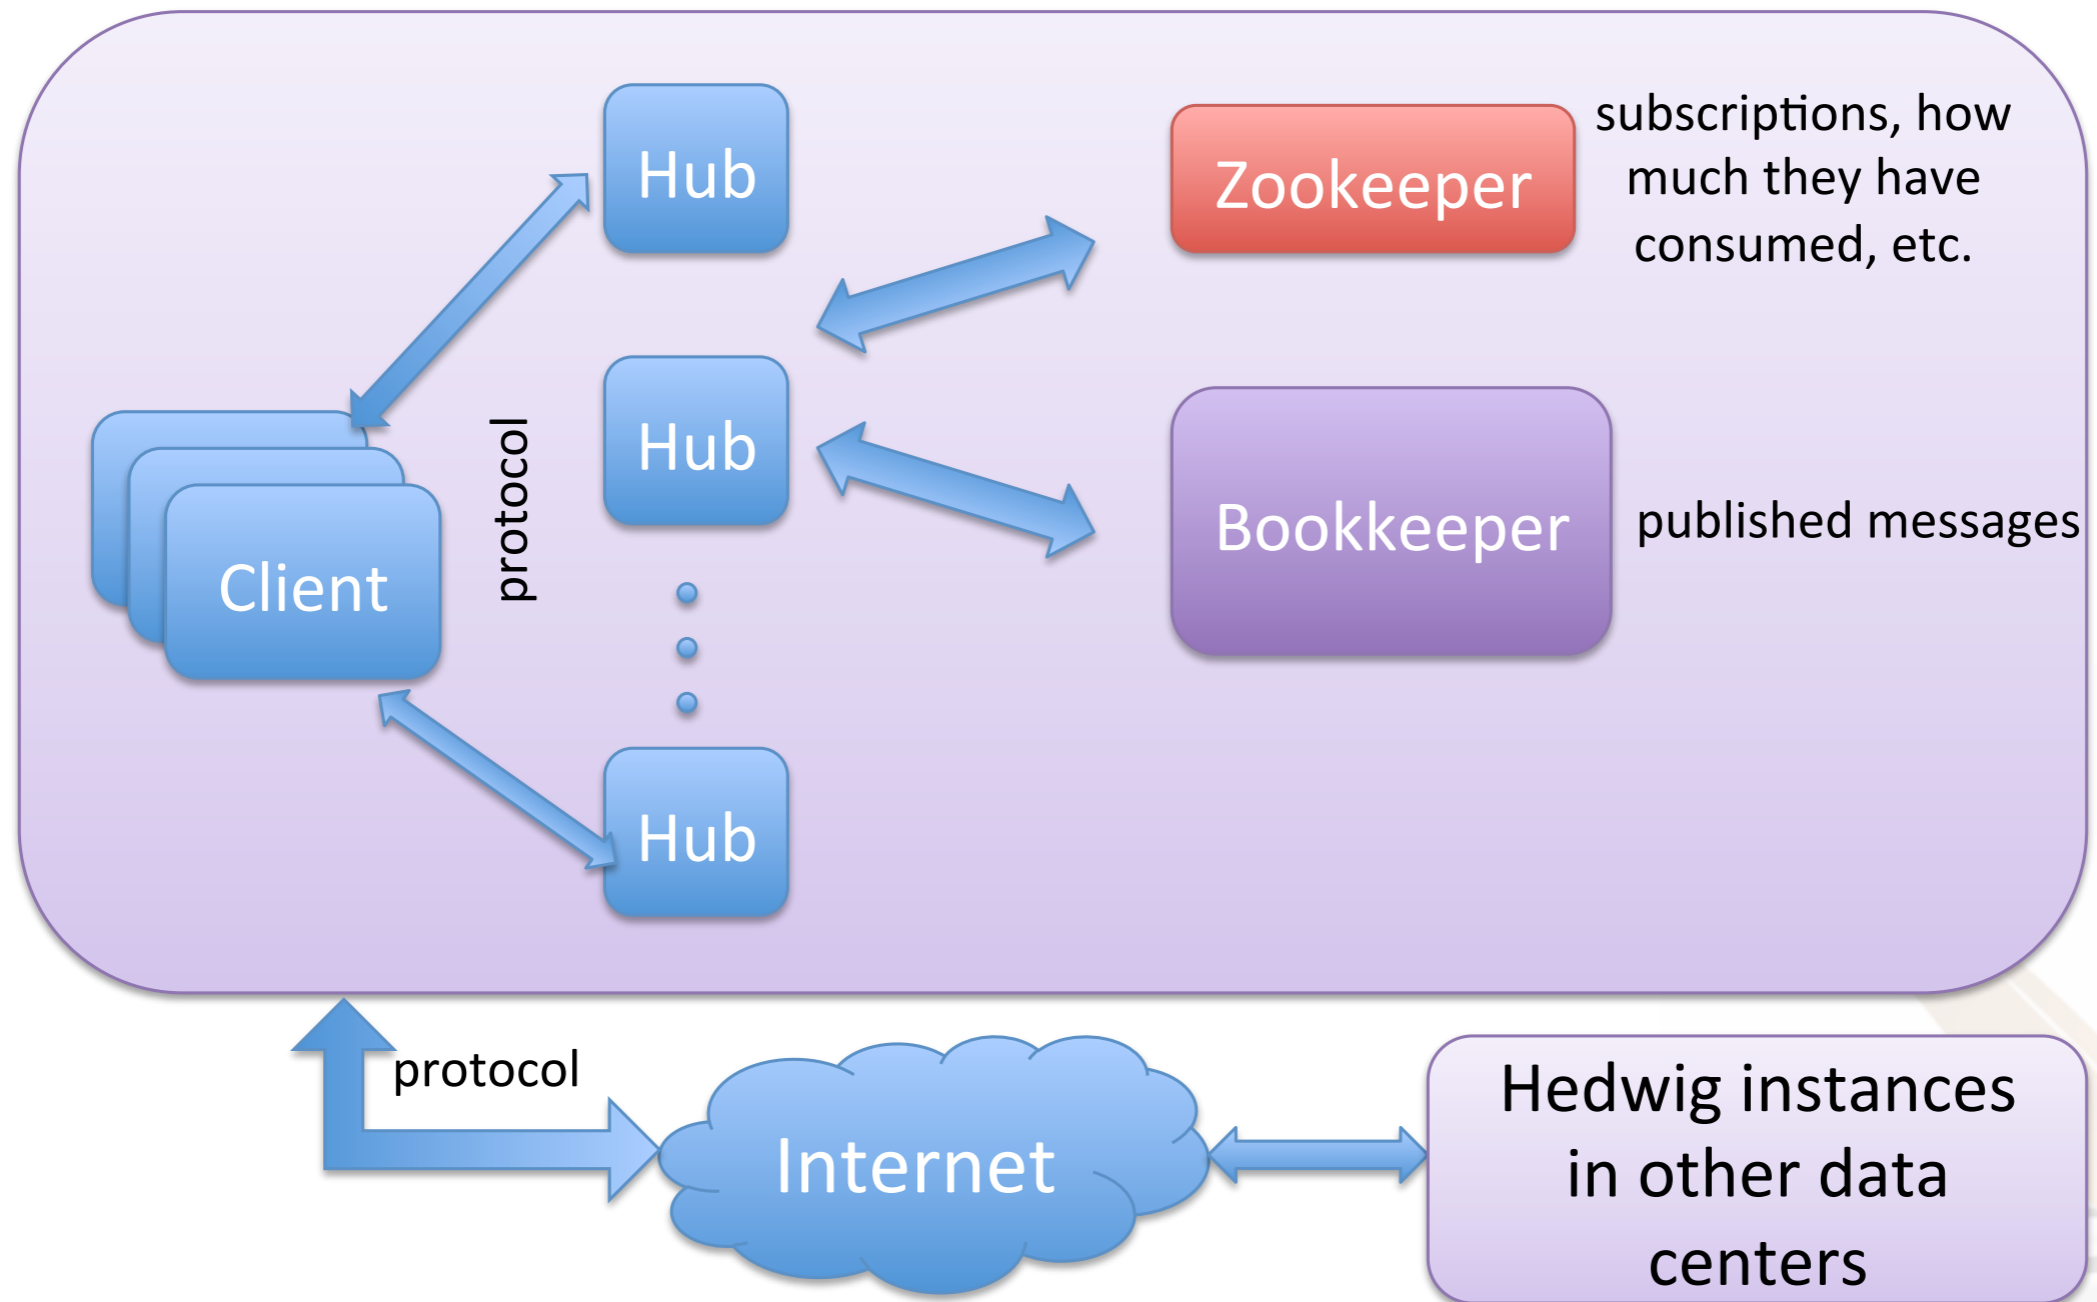 Hub
Zookeeper
subscriptions, how
much they have
consumed, etc.
Hub
protocol
Client
Bookkeeper
published messages
Hub
protocol
Internet
Hedwig instances
in other data
centers